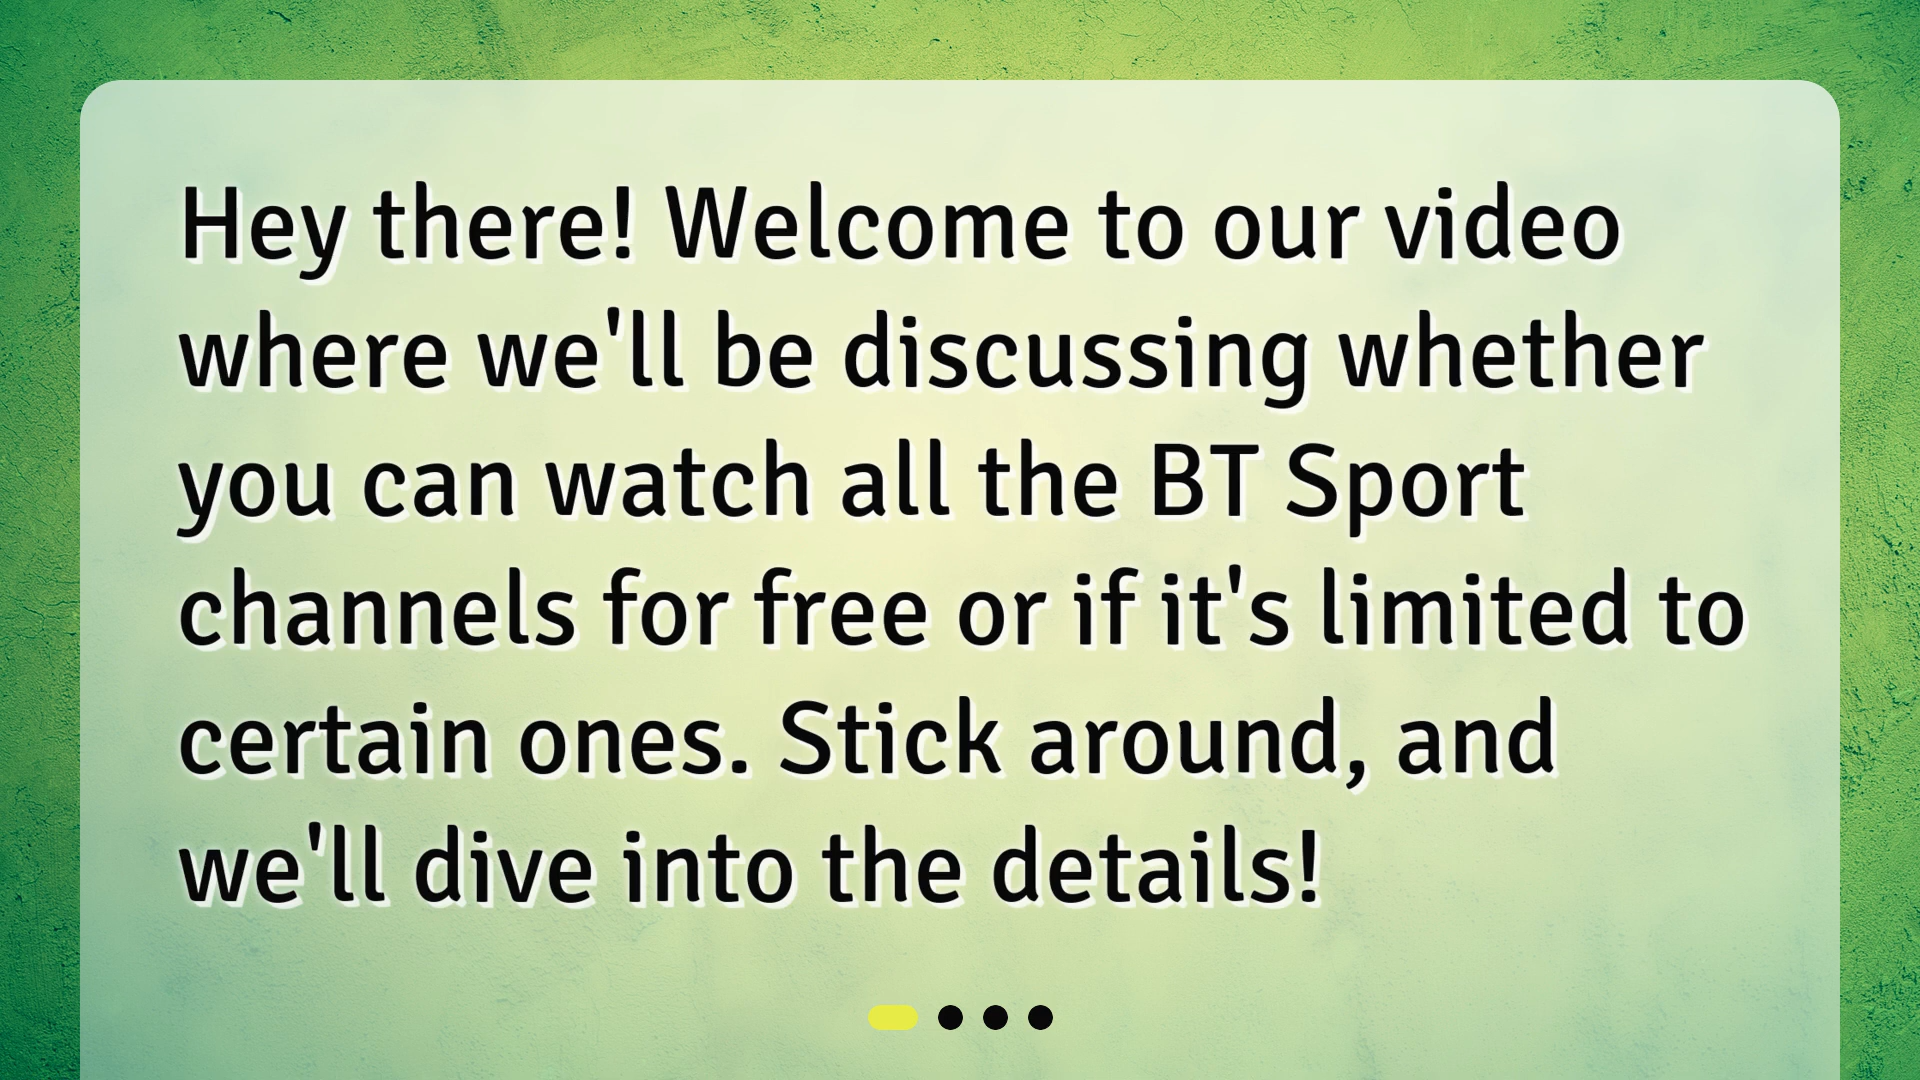 Hey there! Welcome to our video
where we'll be discussing whether
you can watch all the BT Sport
channels for free or if it's limited to
certain ones. Stick around, and
we'll dive into the details!